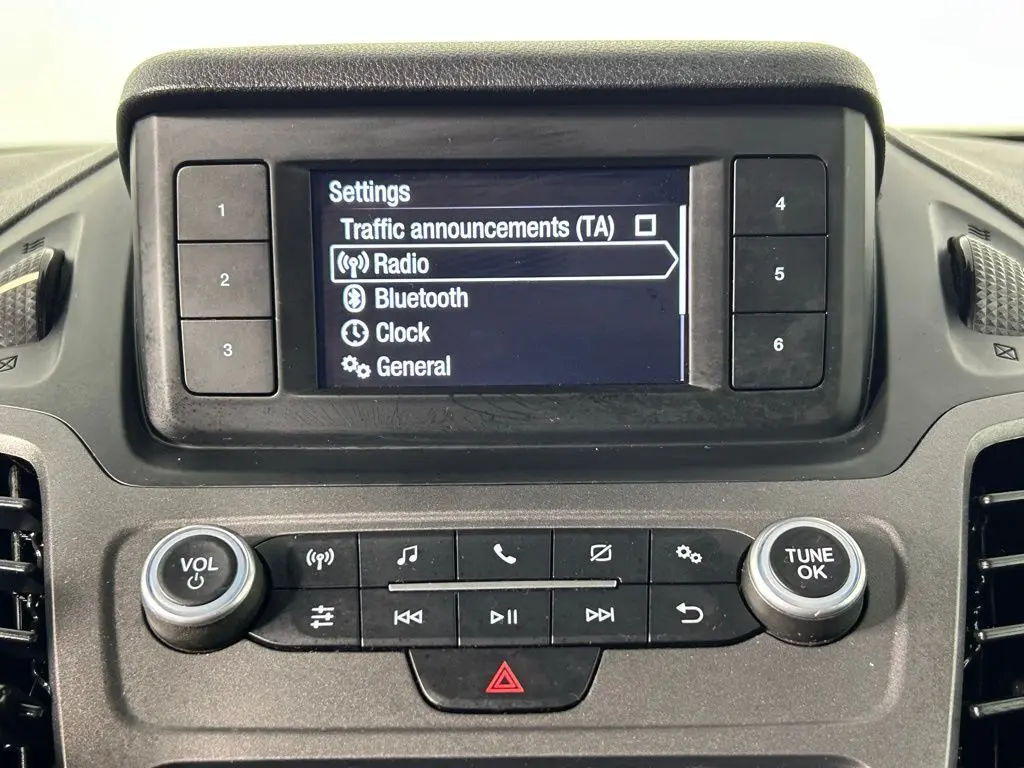 Settings
Traffic announcements (TA)
Radio
Bluetooth
Clock
General
1
2
3
4
5
6
VOL
TUNE
OK